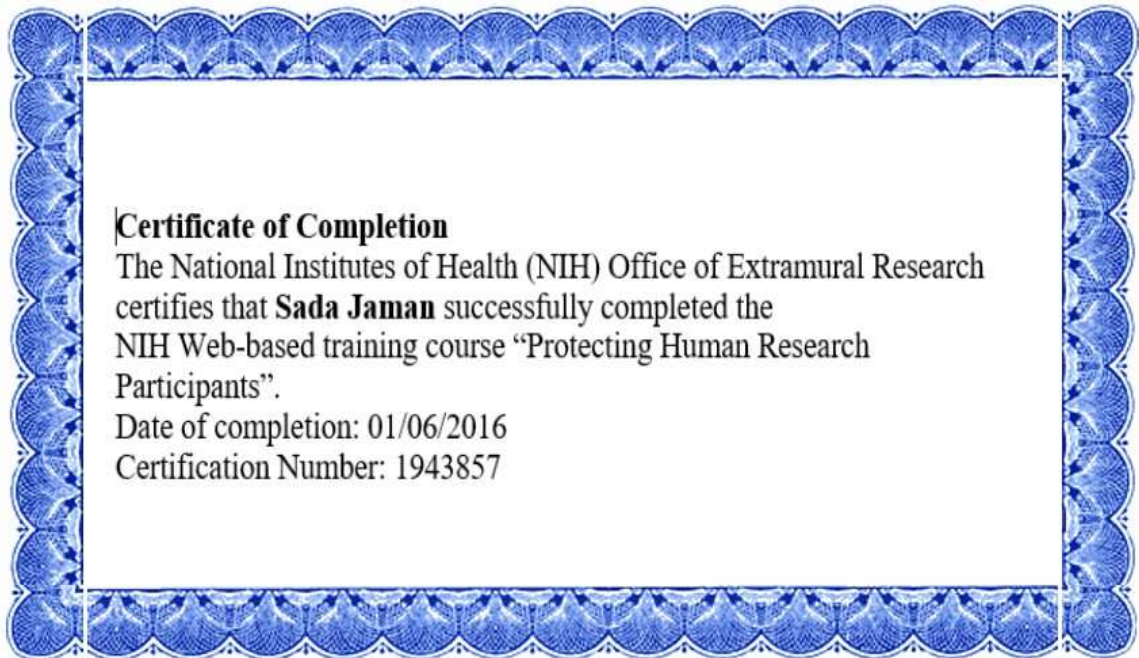 Certificate of Completion
The National Institutes of Health (NIH) Office of Extramural Research
certifies that Sada Jaman successfully completed the
NIH Web-based training course “Protecting Human Research
Participants”.
Date of completion: 01/06/2016
Certification Number: 1943857